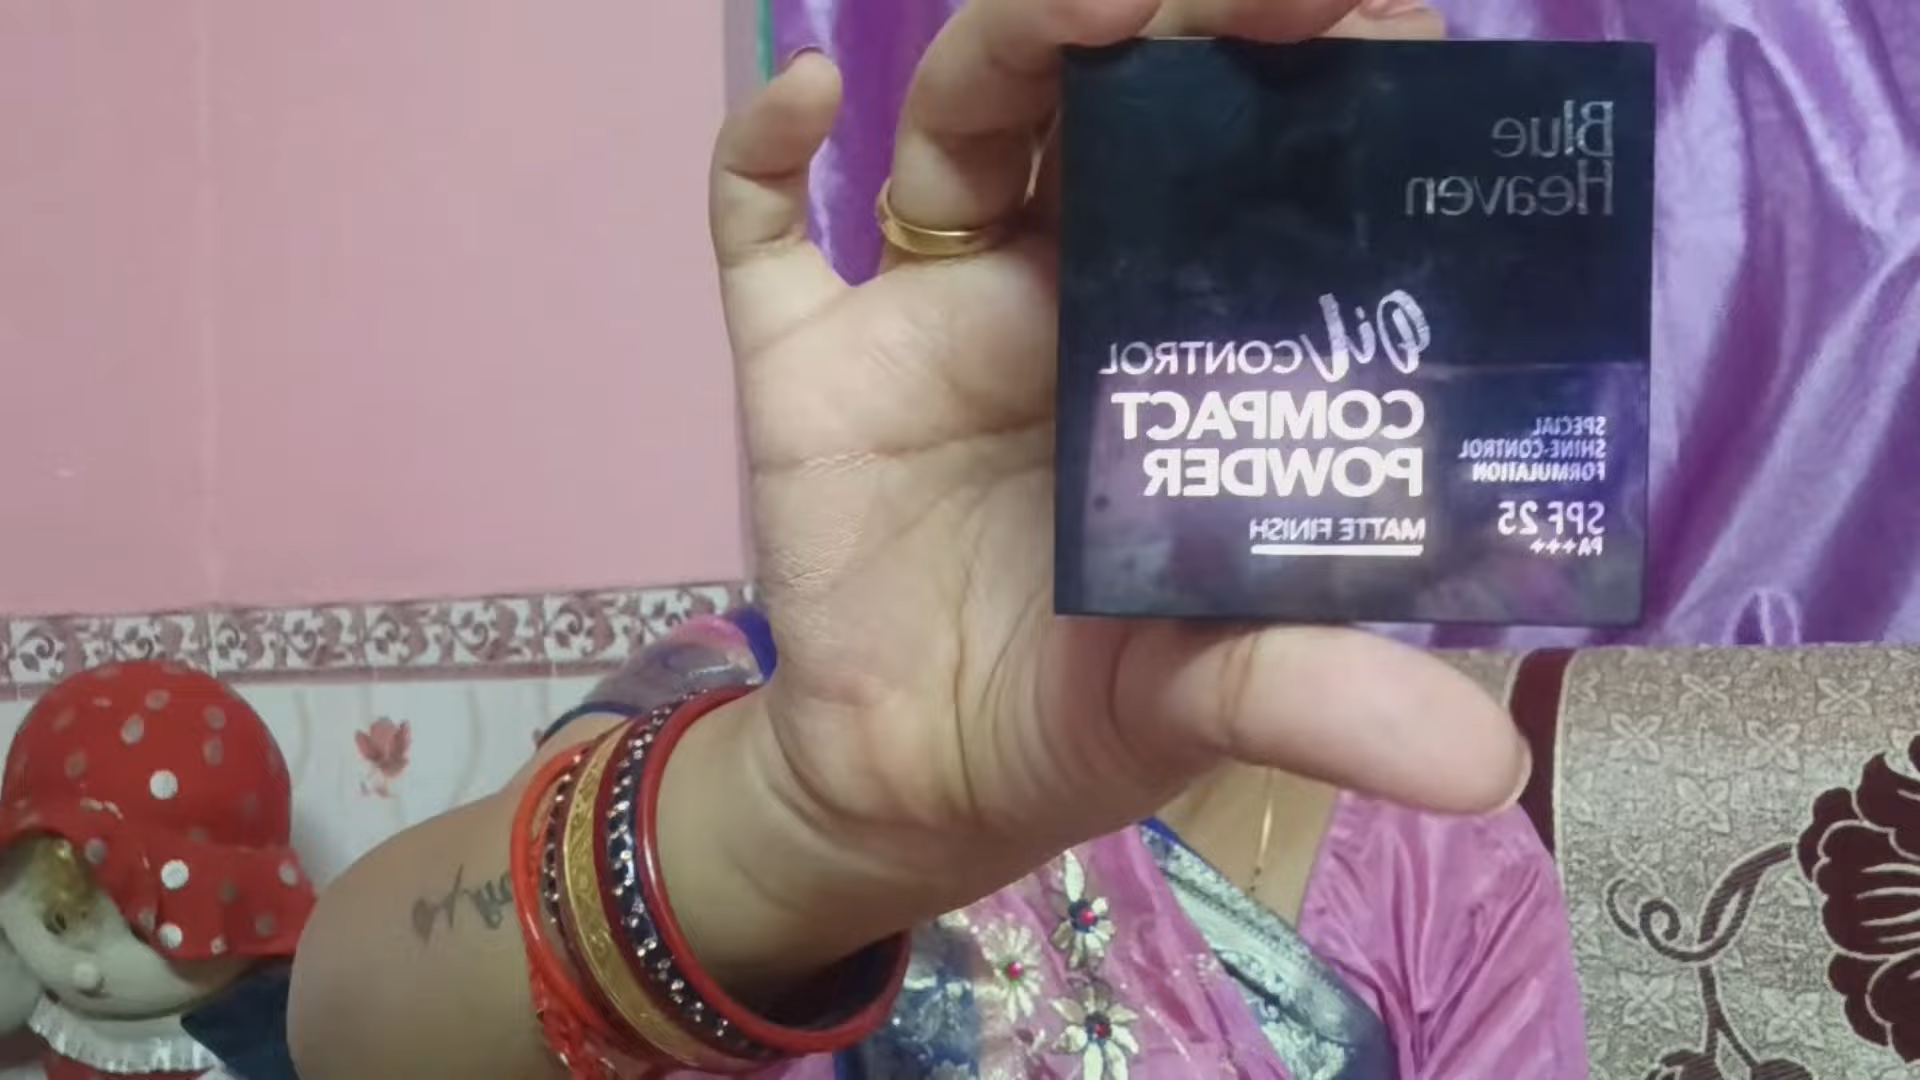 Blue
Heaven
Oil/CONTROL
COMPACT
POWDER
MATTE FINISH
SPECIAL
SHINE-CONTROL
FORMULATION
SPF 25
PA+++